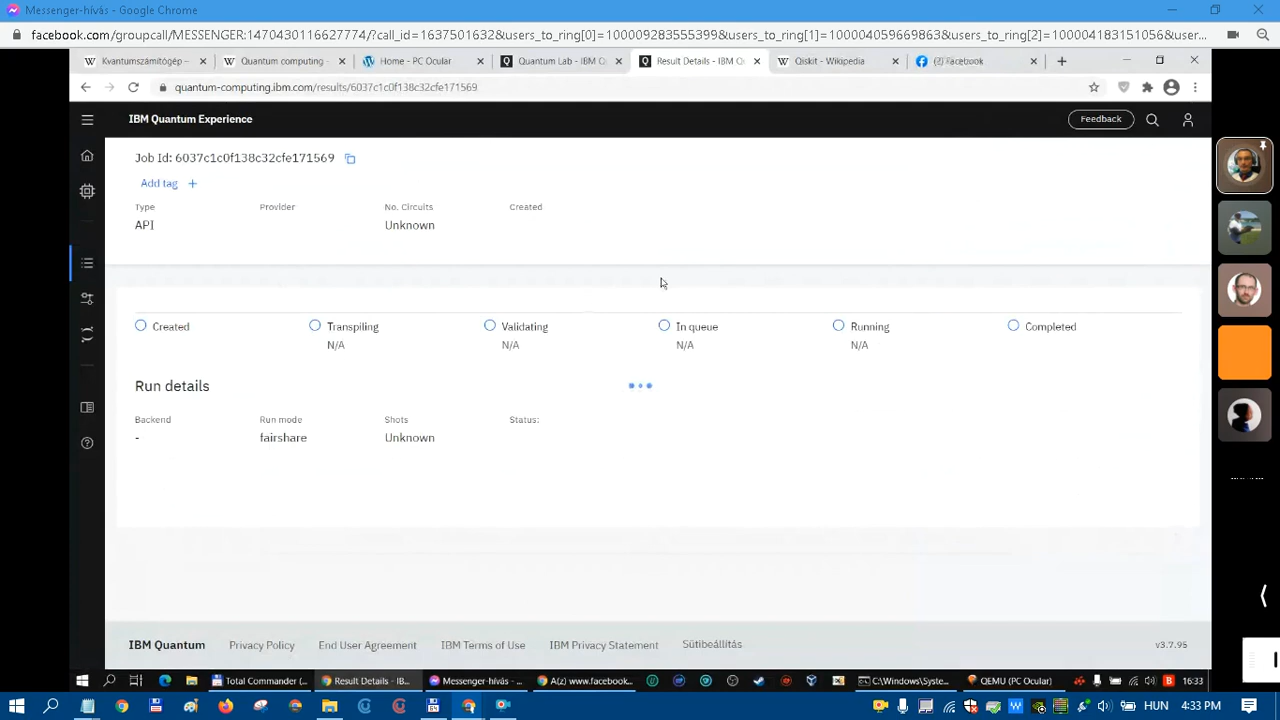 Messenger-hívás - Google Chrome
facebook.com/groupcall/MESSENGER:1470430116627774/?call_id=1637501632&users_to_ring[0]=100009283555399&users_to_ring[1]=100004059669863&users_to_ring[2]=100004183151056&us...
Kvantumszámítógép –
Quantum computing -
Home - PC Ocular
Quantum Lab - IBM Q
Result Details - IBM Q
Qiskit - Wikipedia
(2) Facebook
quantum-computing.ibm.com/results/6037c1c0f138c32cfe171569
IBM Quantum Experience
Feedback
Job Id: 6037c1c0f138c32cfe171569
Add tag +
Type Provider No. Circuits Created
API Unknown
Created Transpiling Validating In queue Running Completed
N/A N/A N/A N/A
Run details
Backend Run mode Shots Status:
- fairshare Unknown
IBM Quantum Privacy Policy End User Agreement IBM Terms of Use IBM Privacy Statement Sütibeállítás v3.7.95
Total Commander (... Result Details - IB... Messenger-hívás - ... A(z) www.facebook... C:\Windows\Syste... QEMU (PC Ocular) 16:33
HUN 4:33 PM